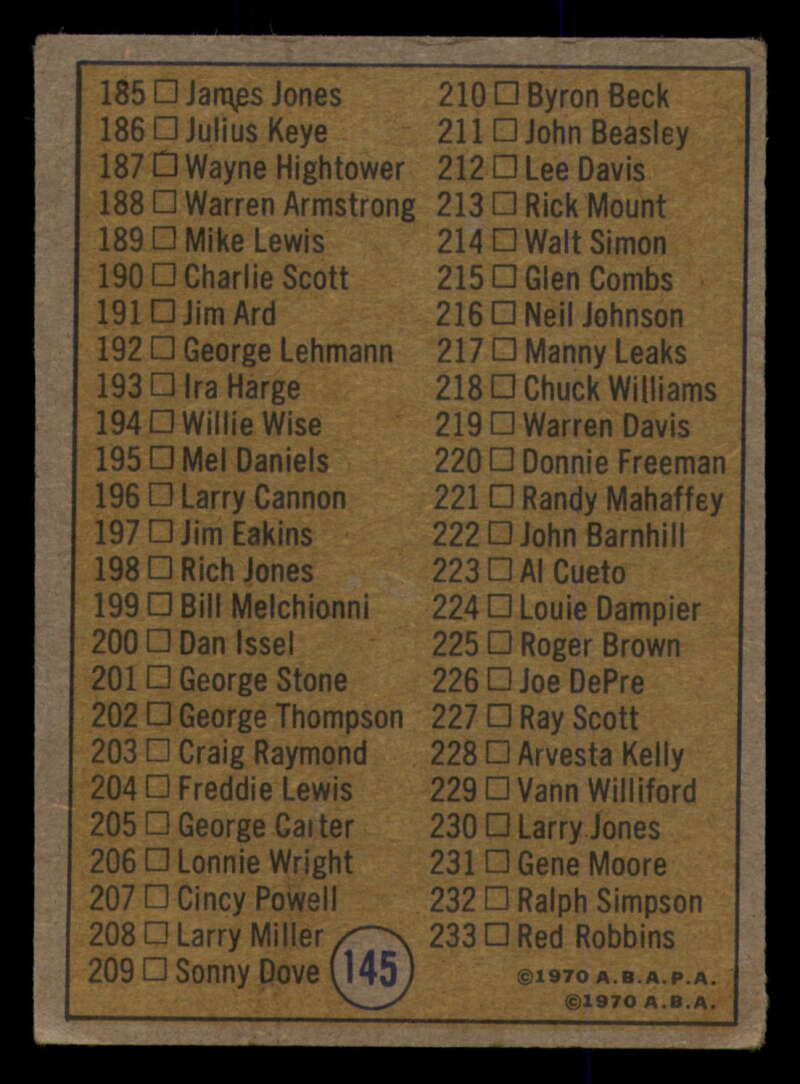 185 ☐ James Jones
186 ☐ Julius Keye
187 ☐ Wayne Hightower
188 ☐ Warren Armstrong
189 ☐ Mike Lewis
190 ☐ Charlie Scott
191 ☐ Jim Ard
192 ☐ George Lehmann
193 ☐ Ira Harge
194 ☐ Willie Wise
195 ☐ Mel Daniels
196 ☐ Larry Cannon
197 ☐ Jim Eakins
198 ☐ Rich Jones
199 ☐ Bill Melchionni
200 ☐ Dan Issel
201 ☐ George Stone
202 ☐ George Thompson
203 ☐ Craig Raymond
204 ☐ Freddie Lewis
205 ☐ George Carter
206 ☐ Lonnie Wright
207 ☐ Cincy Powell
208 ☐ Larry Miller
209 ☐ Sonny Dove
145
210 ☐ Byron Beck
211 ☐ John Beasley
212 ☐ Lee Davis
213 ☐ Rick Mount
214 ☐ Walt Simon
215 ☐ Glen Combs
216 ☐ Neil Johnson
217 ☐ Manny Leaks
218 ☐ Chuck Williams
219 ☐ Warren Davis
220 ☐ Donnie Freeman
221 ☐ Randy Mahaffey
222 ☐ John Barnhill
223 ☐ Al Cueto
224 ☐ Louie Dampier
225 ☐ Roger Brown
226 ☐ Joe DePre
227 ☐ Ray Scott
228 ☐ Arvesta Kelly
229 ☐ Vann Williford
230 ☐ Larry Jones
231 ☐ Gene Moore
232 ☐ Ralph Simpson
233 ☐ Red Robbins
©1970 A.B.A.P.A.
©1970 A.B.A.